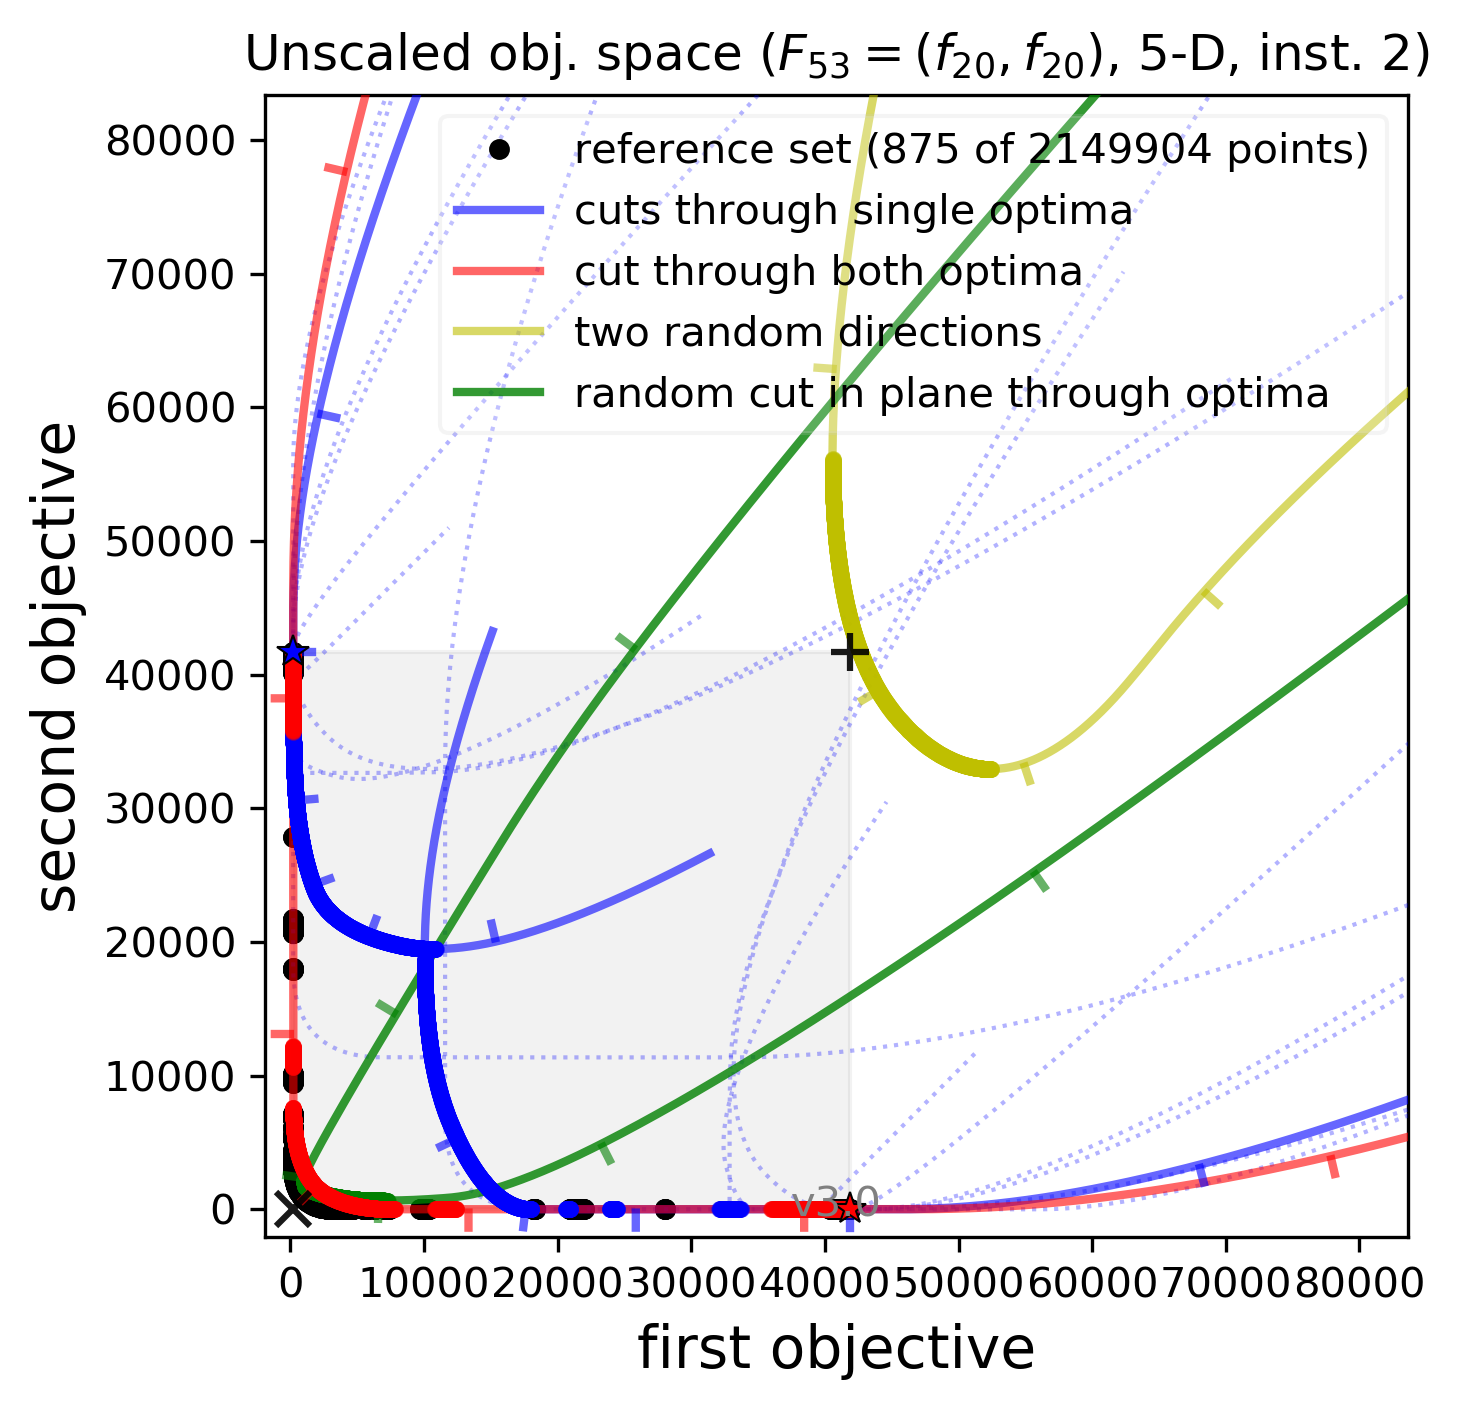 Unscaled obj. space (F₅₃ = (f₂₀, f₂₀), 5-D, inst. 2)
reference set (875 of 2149904 points)
cuts through single optima
cut through both optima
two random directions
random cut in plane through optima
second objective
80000
70000
60000
50000
40000
30000
20000
10000
0
v3.0
0 10000 20000 30000 40000 50000 60000 70000 80000
first objective